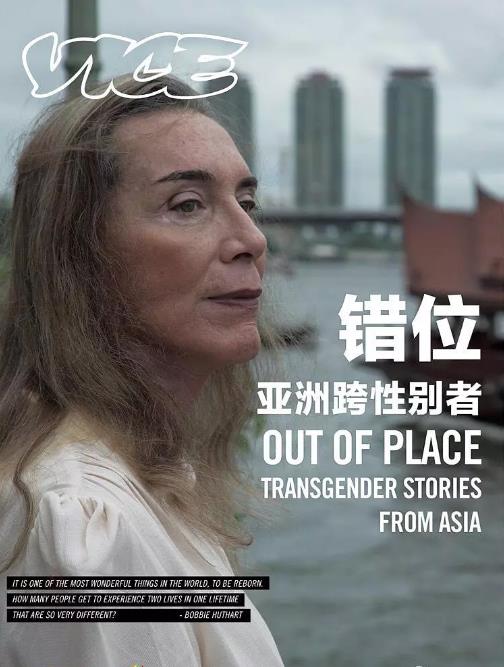 VICE
错位
亚洲跨性别者
OUT OF PLACE
TRANSGENDER STORIES
FROM ASIA
IT IS ONE OF THE MOST WONDERFUL THINGS IN THE WORLD, TO BE REBORN.
HOW MANY PEOPLE GET TO EXPERIENCE TWO LIVES IN ONE LIFETIME
THAT ARE SO VERY DIFFERENT? - BOBBIE HUTHART